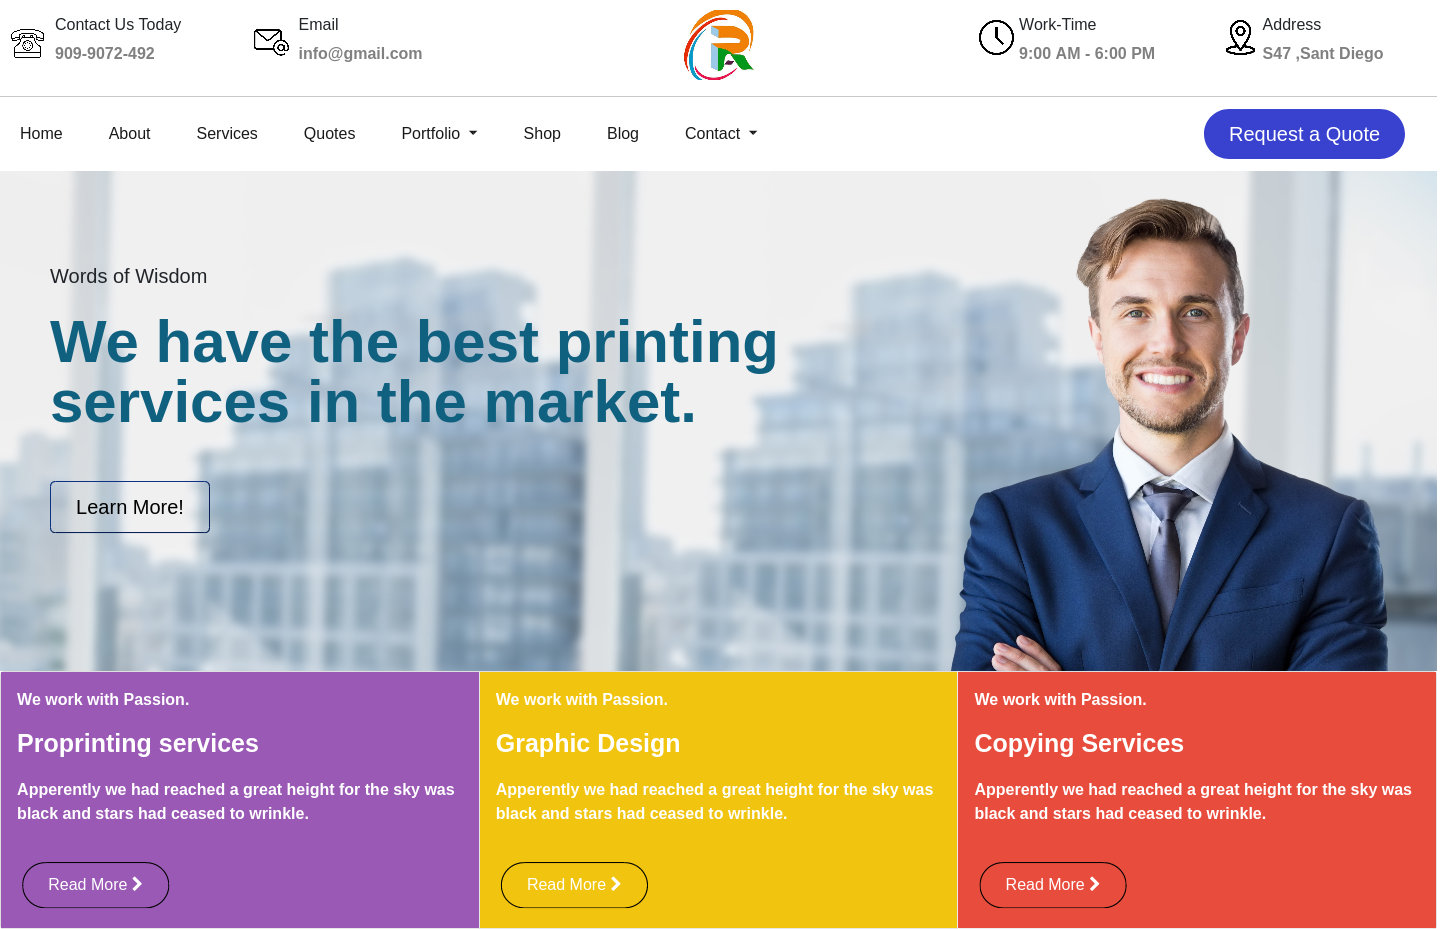 Contact Us Today
909-9072-492
Email
info@gmail.com
Work-Time
9:00 AM - 6:00 PM
Address
S47 ,Sant Diego
Home About Services Quotes Portfolio Shop Blog Contact Request a Quote
Words of Wisdom
We have the best printing
services in the market.
Learn More!
We work with Passion.
Proprinting services
Apperently we had reached a great height for the sky was
black and stars had ceased to wrinkle.
Read More
We work with Passion.
Graphic Design
Apperently we had reached a great height for the sky was
black and stars had ceased to wrinkle.
Read More
We work with Passion.
Copying Services
Apperently we had reached a great height for the sky was
black and stars had ceased to wrinkle.
Read More